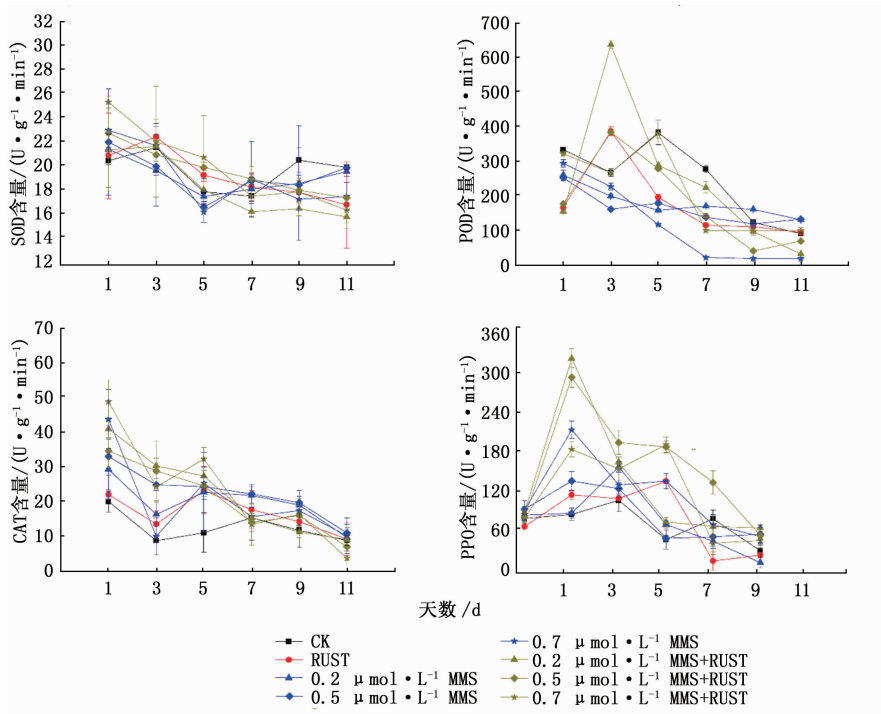 SOD含量/(U•g⁻¹•min⁻¹)
32
30
28
26
24
22
20
18
16
14
12
1 3 5 7 9 11
POD含量/(U•g⁻¹•min⁻¹)
700
600
500
400
300
200
100
0
1 3 5 7 9 11
CAT含量/(U•g⁻¹•min⁻¹)
70
60
50
40
30
20
10
0
1 3 5 7 9 11
PPO含量/(U•g⁻¹•min⁻¹)
360
300
240
180
120
60
0
1 3 5 7 9 11
天数/d
CK
RUST
0.2 μmol•L⁻¹ MMS
0.5 μmol•L⁻¹ MMS
0.7 μmol•L⁻¹ MMS
0.2 μmol•L⁻¹ MMS+RUST
0.5 μmol•L⁻¹ MMS+RUST
0.7 μmol•L⁻¹ MMS+RUST